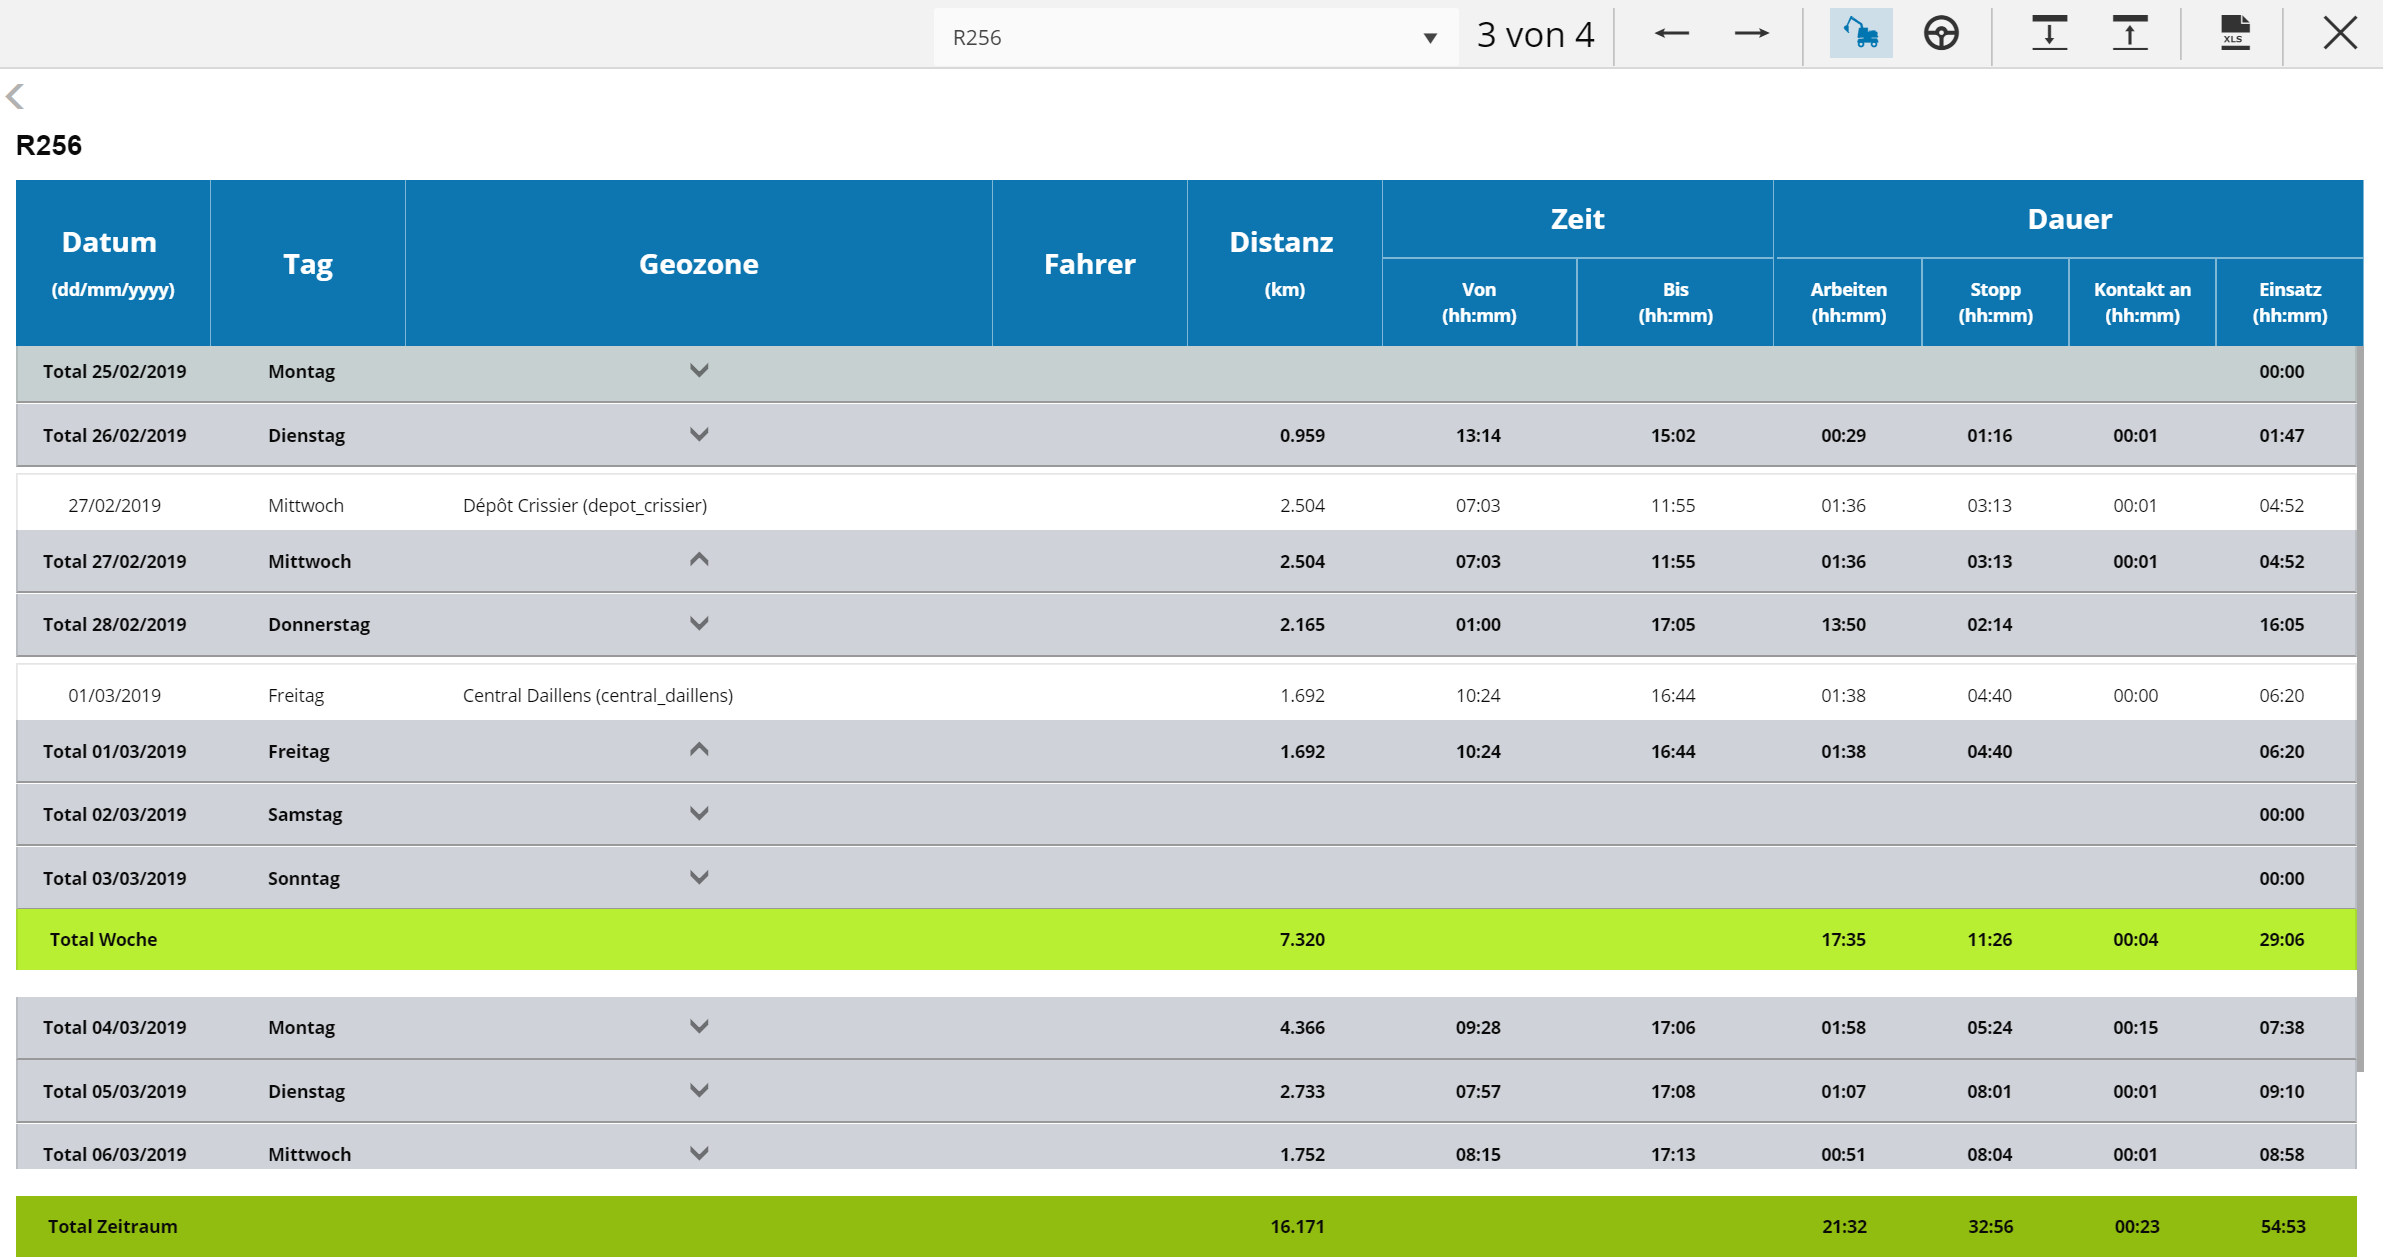 R256 3 von 4 XLS
R256
Datum Tag Geozone Fahrer Distanz Zeit Dauer
(dd/mm/yyyy) (km) Von (hh:mm) Bis (hh:mm) Arbeiten (hh:mm) Stopp (hh:mm) Kontakt an (hh:mm) Einsatz (hh:mm)
Total 25/02/2019 Montag 00:00
Total 26/02/2019 Dienstag 0.959 13:14 15:02 00:29 01:16 00:01 01:47
27/02/2019 Mittwoch Dépôt Crissier (depot_crissier) 2.504 07:03 11:55 01:36 03:13 00:01 04:52
Total 27/02/2019 Mittwoch 2.504 07:03 11:55 01:36 03:13 00:01 04:52
Total 28/02/2019 Donnerstag 2.165 01:00 17:05 13:50 02:14 16:05
01/03/2019 Freitag Central Daillens (central_daillens) 1.692 10:24 16:44 01:38 04:40 00:00 06:20
Total 01/03/2019 Freitag 1.692 10:24 16:44 01:38 04:40 06:20
Total 02/03/2019 Samstag 00:00
Total 03/03/2019 Sonntag 00:00
Total Woche 7.320 17:35 11:26 00:04 29:06
Total 04/03/2019 Montag 4.366 09:28 17:06 01:58 05:24 00:15 07:38
Total 05/03/2019 Dienstag 2.733 07:57 17:08 01:07 08:01 00:01 09:10
Total 06/03/2019 Mittwoch 1.752 08:15 17:13 00:51 08:04 00:01 08:58
Total Zeitraum 16.171 21:32 32:56 00:23 54:53